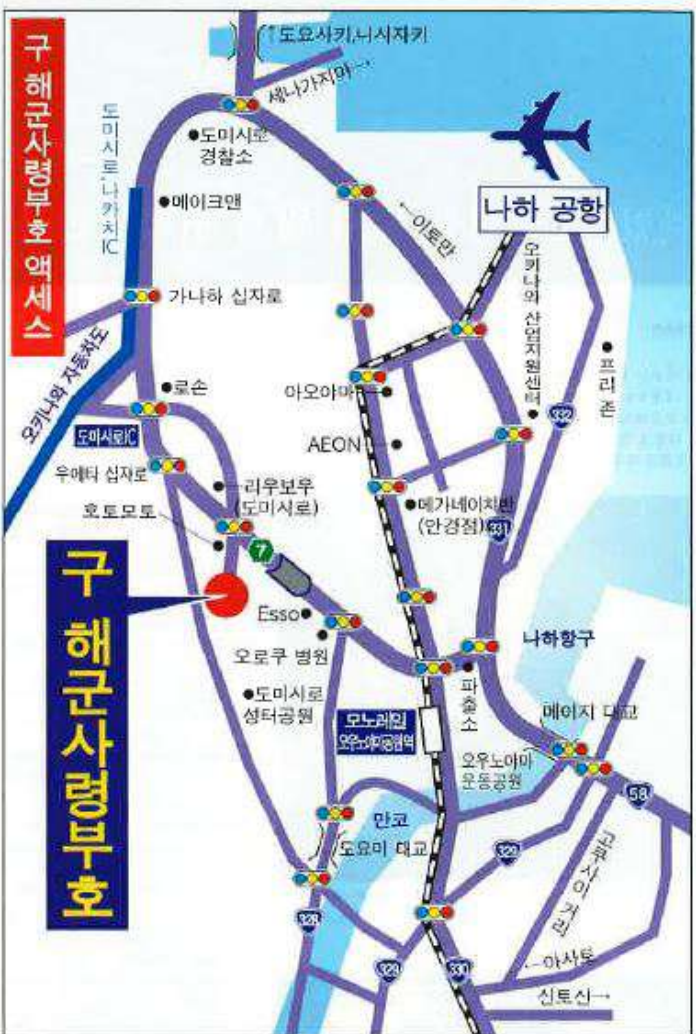 구 해군사령부호 액세스
↑도요사키,니시자키
세나가지마→
도미시로,나카치IC
●도미시로
경찰소
●메이크맨
나하 공항
←이토만
가나하 십자로
오키나와 산업지원센터
●프리존
오키나와 자동차도
●로손
아오야마●
332
도미시로IC
AEON●
우에타 십자로
●리우보우
(도미시로)
●메가네이치반
(안경점)
331
호토모토
7
구 해군사령부호
Esso●
오로쿠 병원
나하항구
파출소
●도미시로
성터공원
모노레일
오우노야마공원역
메이지 대교
오우노야마
운동공원
58
만코
도요미 대교
329
고쿠사이 거리
328
329
330
←아사토
신토신→